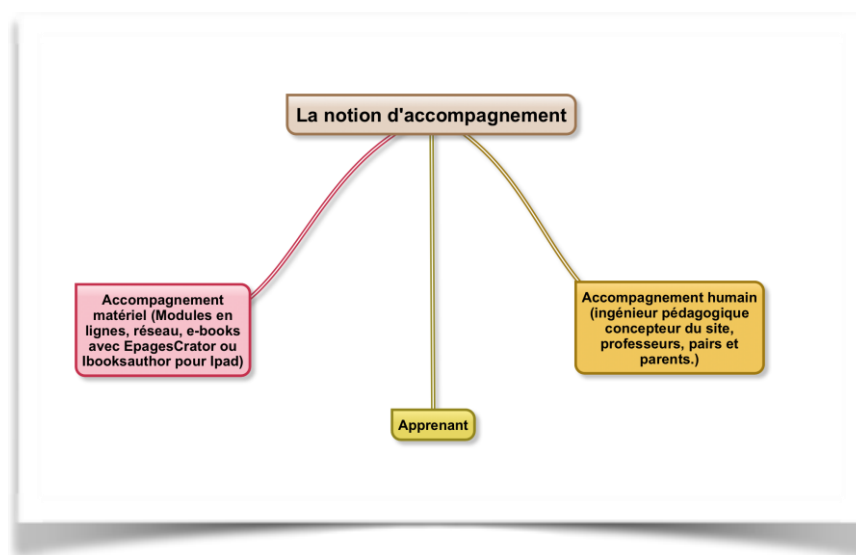 La notion d'accompagnement
Accompagnement
matériel (Modules en
lignes, réseau, e-books
avec EpagesCrator ou
Ibooksauthor pour Ipad)
Accompagnement humain
(ingénieur pédagogique
concepteur du site,
professeurs, pairs et
parents.)
Apprenant